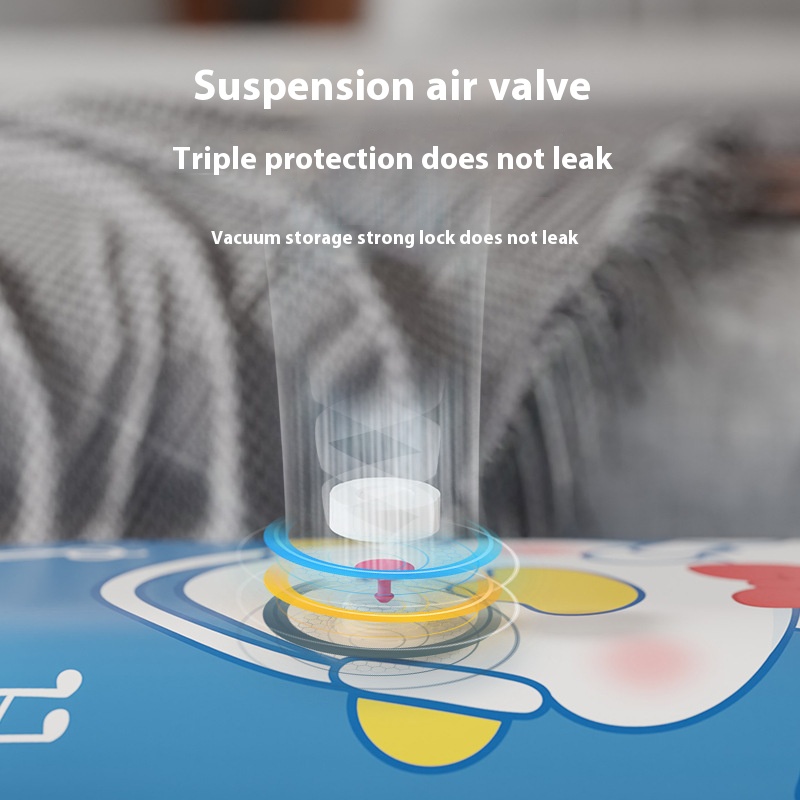 Suspension air valve
Triple protection does not leak
Vacuum storage strong lock does not leak